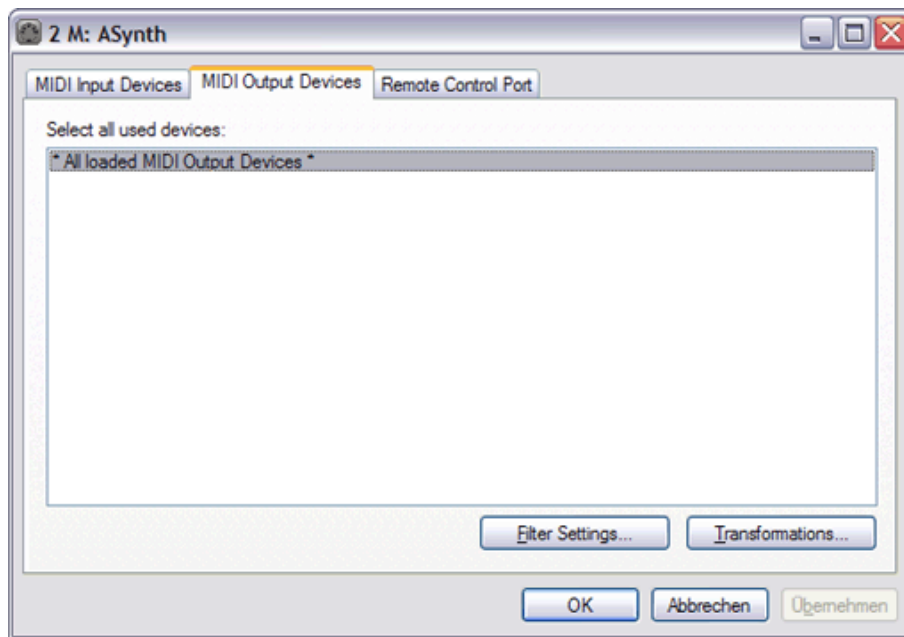 2 M: ASynth
MIDI Input Devices MIDI Output Devices Remote Control Port
Select all used devices:
* All loaded MIDI Output Devices *
Filter Settings... Transformations...
OK Abbrechen Übernehmen